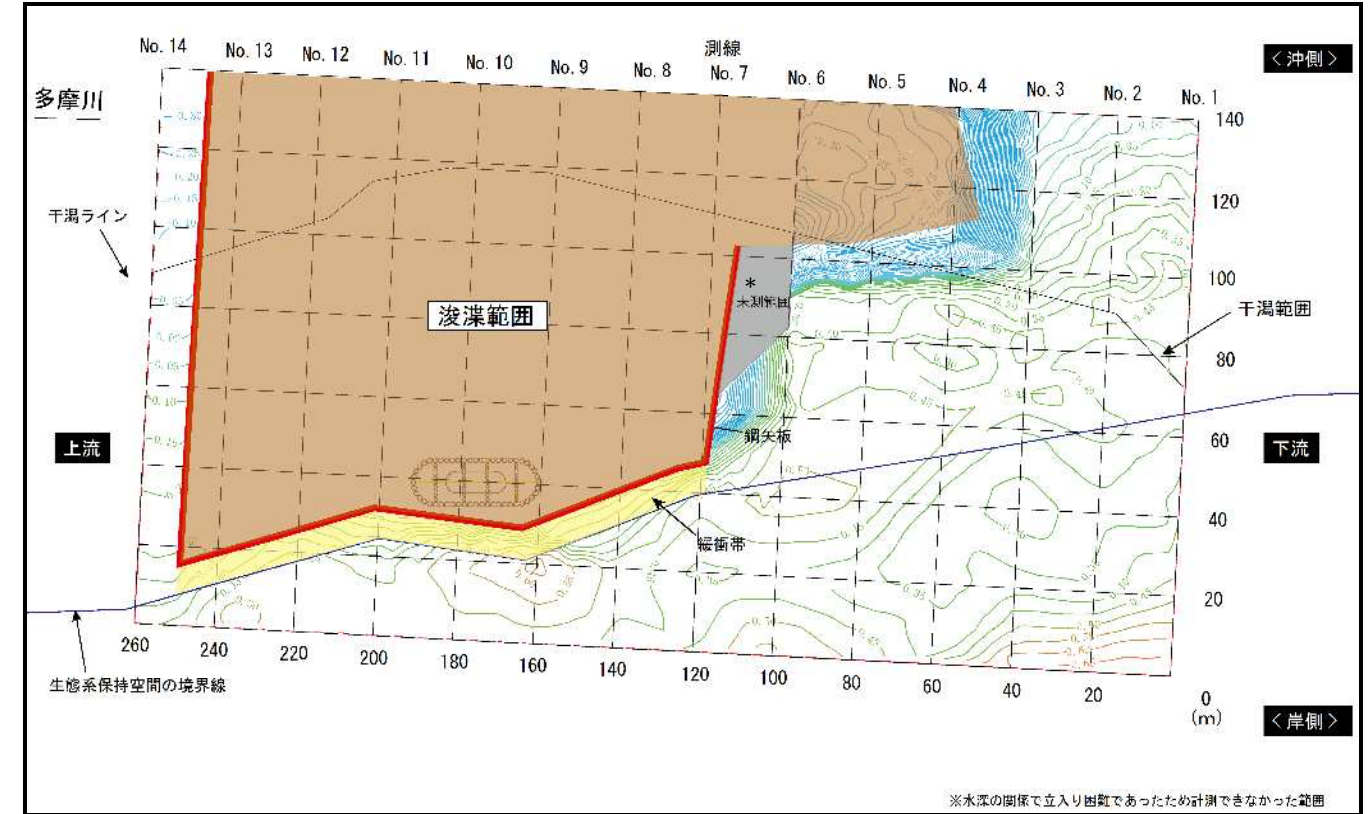 測線
No. 14
No. 13
No. 12
No. 11
No. 10
No. 9
No. 8
No. 7
No. 6
No. 5
No. 4
No. 3
No. 2
No. 1
＜沖側＞
多摩川
140
120
100
80
60
40
20
0
(m)
干潟ライン
浚渫範囲
*
未測範囲
干潟範囲
上流
鋼矢板
下流
緩衝帯
260
240
220
200
180
160
140
120
100
80
60
40
20
生態系保持空間の境界線
＜岸側＞
※水深の関係で立入り困難であったため計測できなかった範囲